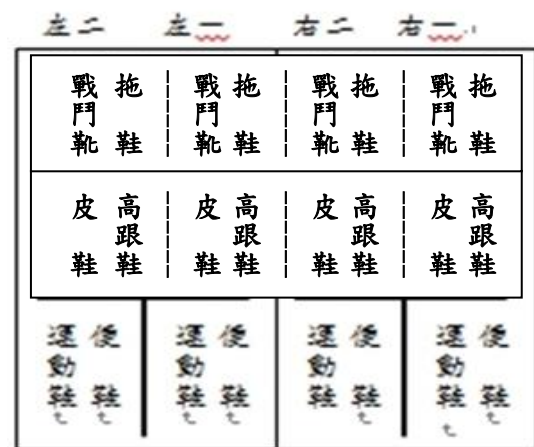 左二 左一 右二 右一
拖鞋
戰鬥靴
拖鞋
戰鬥靴
拖鞋
戰鬥靴
拖鞋
戰鬥靴
高跟鞋
皮鞋
高跟鞋
皮鞋
高跟鞋
皮鞋
高跟鞋
皮鞋
便鞋
運動鞋
便鞋
運動鞋
便鞋
運動鞋
便鞋
運動鞋